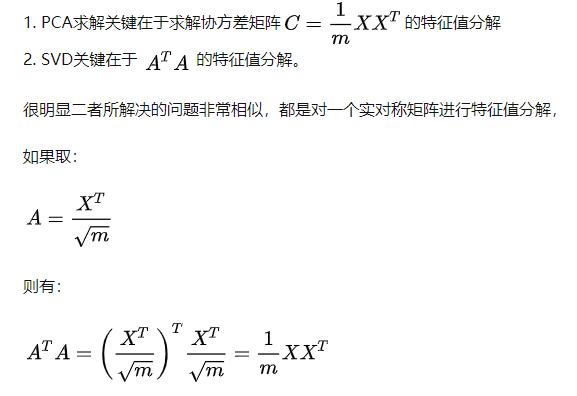 1. PCA求解关键在于求解协方差矩阵 $C = \frac{1}{m} X X^T$ 的特征值分解
2. SVD关键在于 $A^T A$ 的特征值分解。
很明显二者所解决的问题非常相似，都是对一个实对称矩阵进行特征值分解，
如果取：
$A = \frac{X^T}{\sqrt{m}}$
则有：
$A^T A = \left( \frac{X^T}{\sqrt{m}} \right)^T \frac{X^T}{\sqrt{m}} = \frac{1}{m} X X^T$